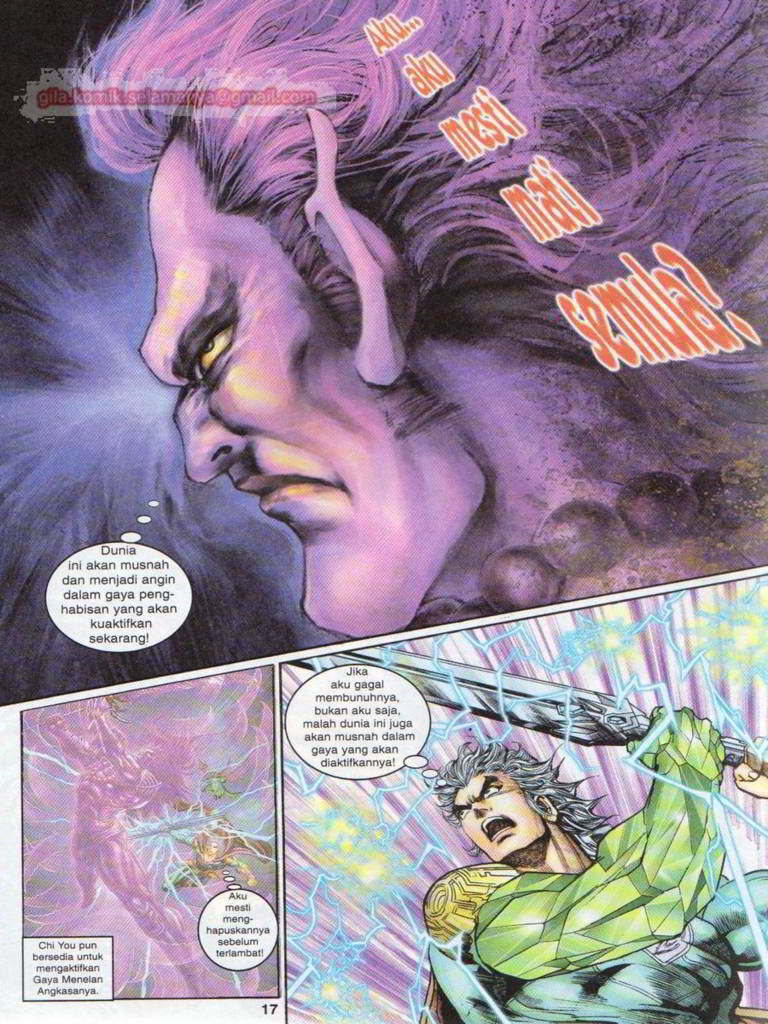 Aku...
aku
mesti
mati
semula?
gila.komik.selamanya@gmail.com
Dunia
ini akan musnah
dan menjadi angin
dalam gaya peng-
habisan yang akan
kuaktifkan
sekarang!
Jika
aku gagal
membunuhnya,
bukan aku saja,
malah dunia ini juga
akan musnah dalam
gaya yang akan
diaktifkannya!
Aku
mesti
meng-
hapuskannya
sebelum
terlambat!
Chi You pun
bersedia untuk
mengaktifkan
Gaya Menelan
Angkasanya.
17